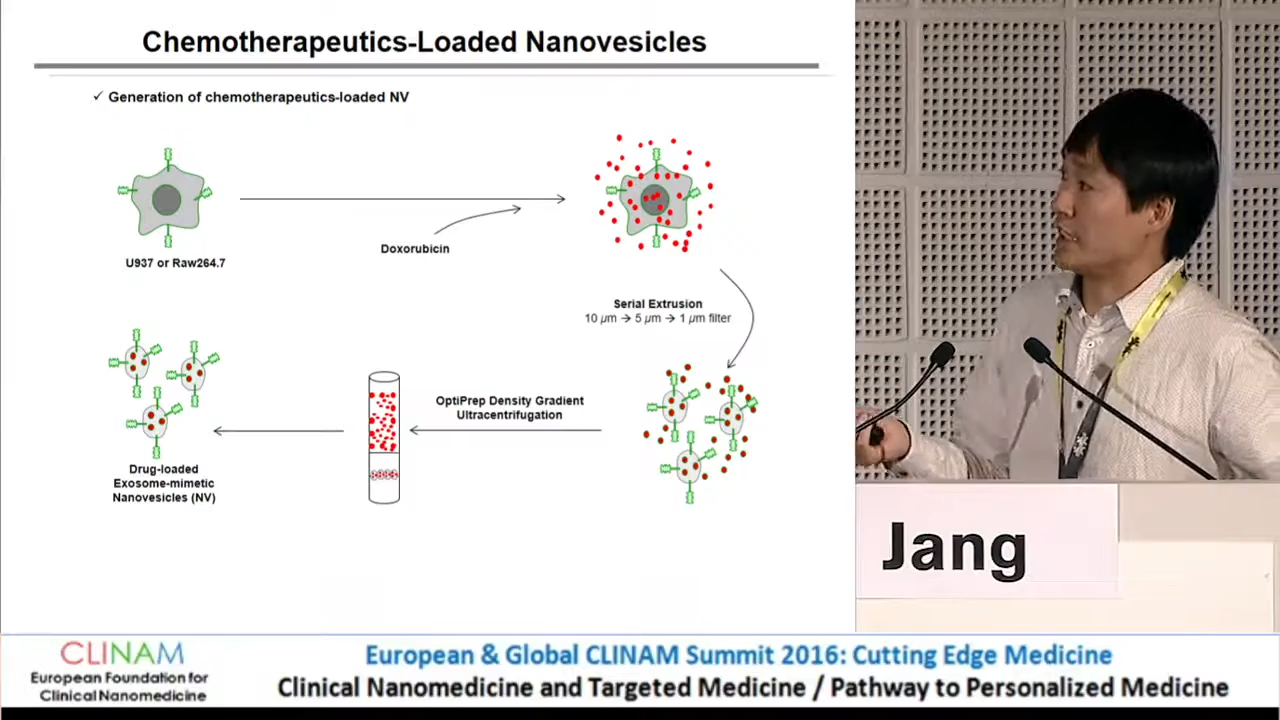 Chemotherapeutics-Loaded Nanovesicles
✓ Generation of chemotherapeutics-loaded NV
U937 or Raw264.7
Doxorubicin
Serial Extrusion
10 µm → 5 µm → 1 µm filter
OptiPrep Density Gradient
Ultracentrifugation
Drug-loaded
Exosome-mimetic
Nanovesicles (NV)
Jang
CLINAM
European Foundation for
Clinical Nanomedicine
European & Global CLINAM Summit 2016: Cutting Edge Medicine
Clinical Nanomedicine and Targeted Medicine / Pathway to Personalized Medicine